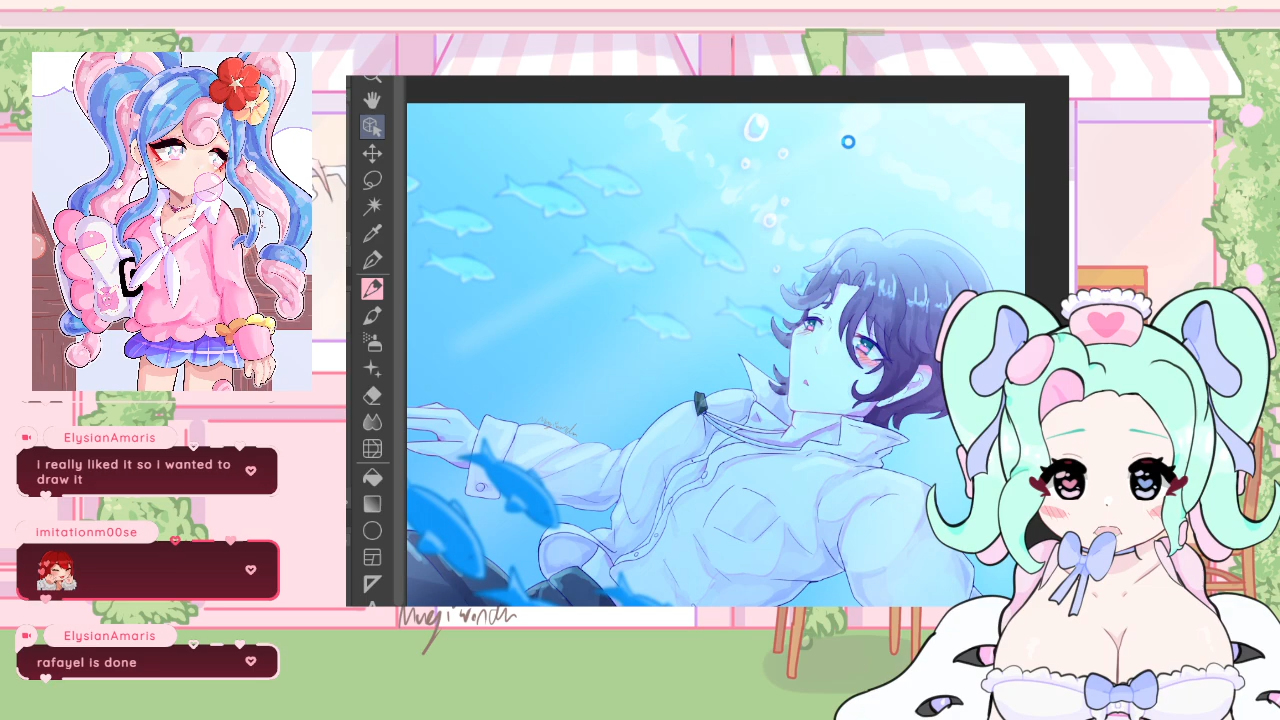 ElysianAmaris
i really liked it so i wanted to
draw it
imitationm00se
ElysianAmaris
rafayel is done